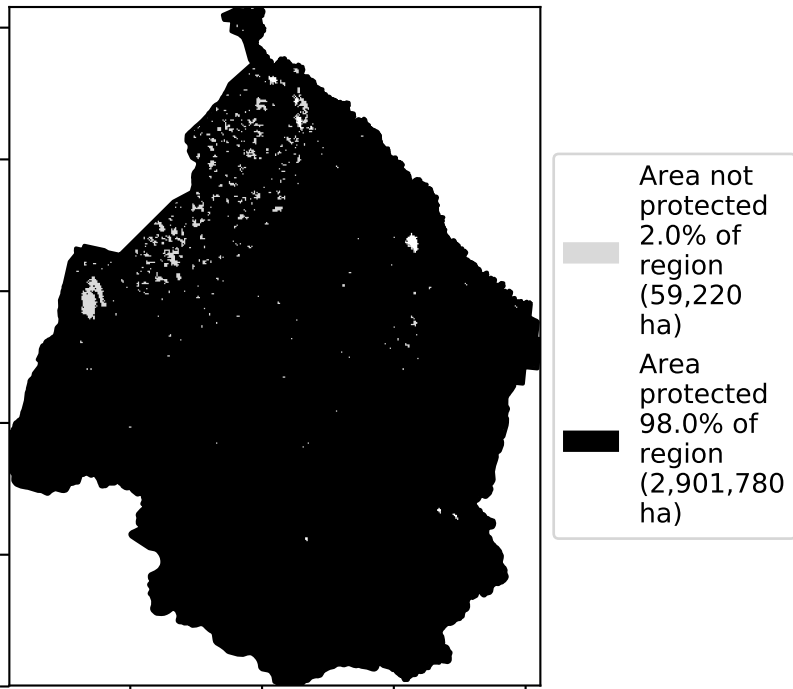 Area not
protected
2.0% of
region
(59,220
ha)
Area
protected
98.0% of
region
(2,901,780
ha)